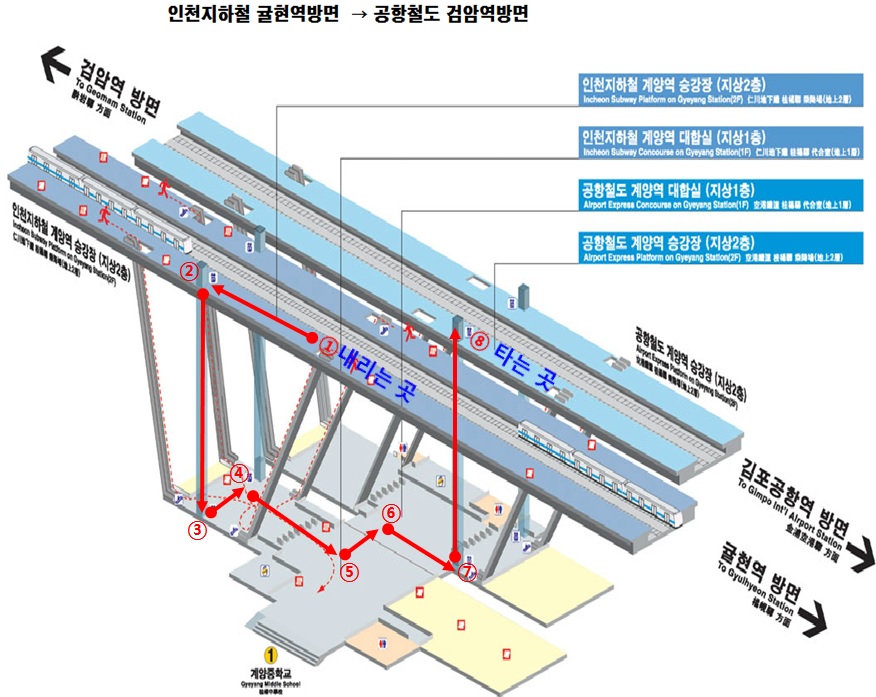 인천지하철 귤현역방면 → 공항철도 검암역방면
검암역 방면
To Geomam Station
黔岩驛 方面
인천지하철 계양역 승강장 (지상2층)
Incheon Subway Platform on Gyeyang Station(2F) 仁川地下鐵 桂陽驛 乘降場(地上2層)
인천지하철 계양역 대합실 (지상1층)
Incheon Subway Concourse on Gyeyang Station(1F) 仁川地下鐵 桂陽驛 代合室(地上1層)
공항철도 계양역 대합실 (지상1층)
Airport Express Concourse on Gyeyang Station(1F) 空港鐵道 桂陽驛 代合室(地上1層)
공항철도 계양역 승강장 (지상2층)
Airport Express Platform on Gyeyang Station(2F) 空港鐵道 桂陽驛 乘降場(地上2層)
인천지하철 계양역 승강장 (지상2층)
Incheon Subway Platform on Gyeyang Station(2F)
仁川地下鐵 桂陽驛 乘降場(地上2層)
②
① 내리는 곳
⑧ 타는 곳
공항철도 계양역 승강장 (지상2층)
Airport Express Platform on Gyeyang Station(2F)
空港鐵道 桂陽驛 乘降場(地上2層)
④
③
⑥
⑤
⑦
김포공항역 방면
To Gimpo Int'l Airport Station
金浦空港驛 方面
귤현역 방면
To Gyulhyeon Station
橘峴驛 方面
1
계양중학교
Gyeyang Middle School
桂陽中學校